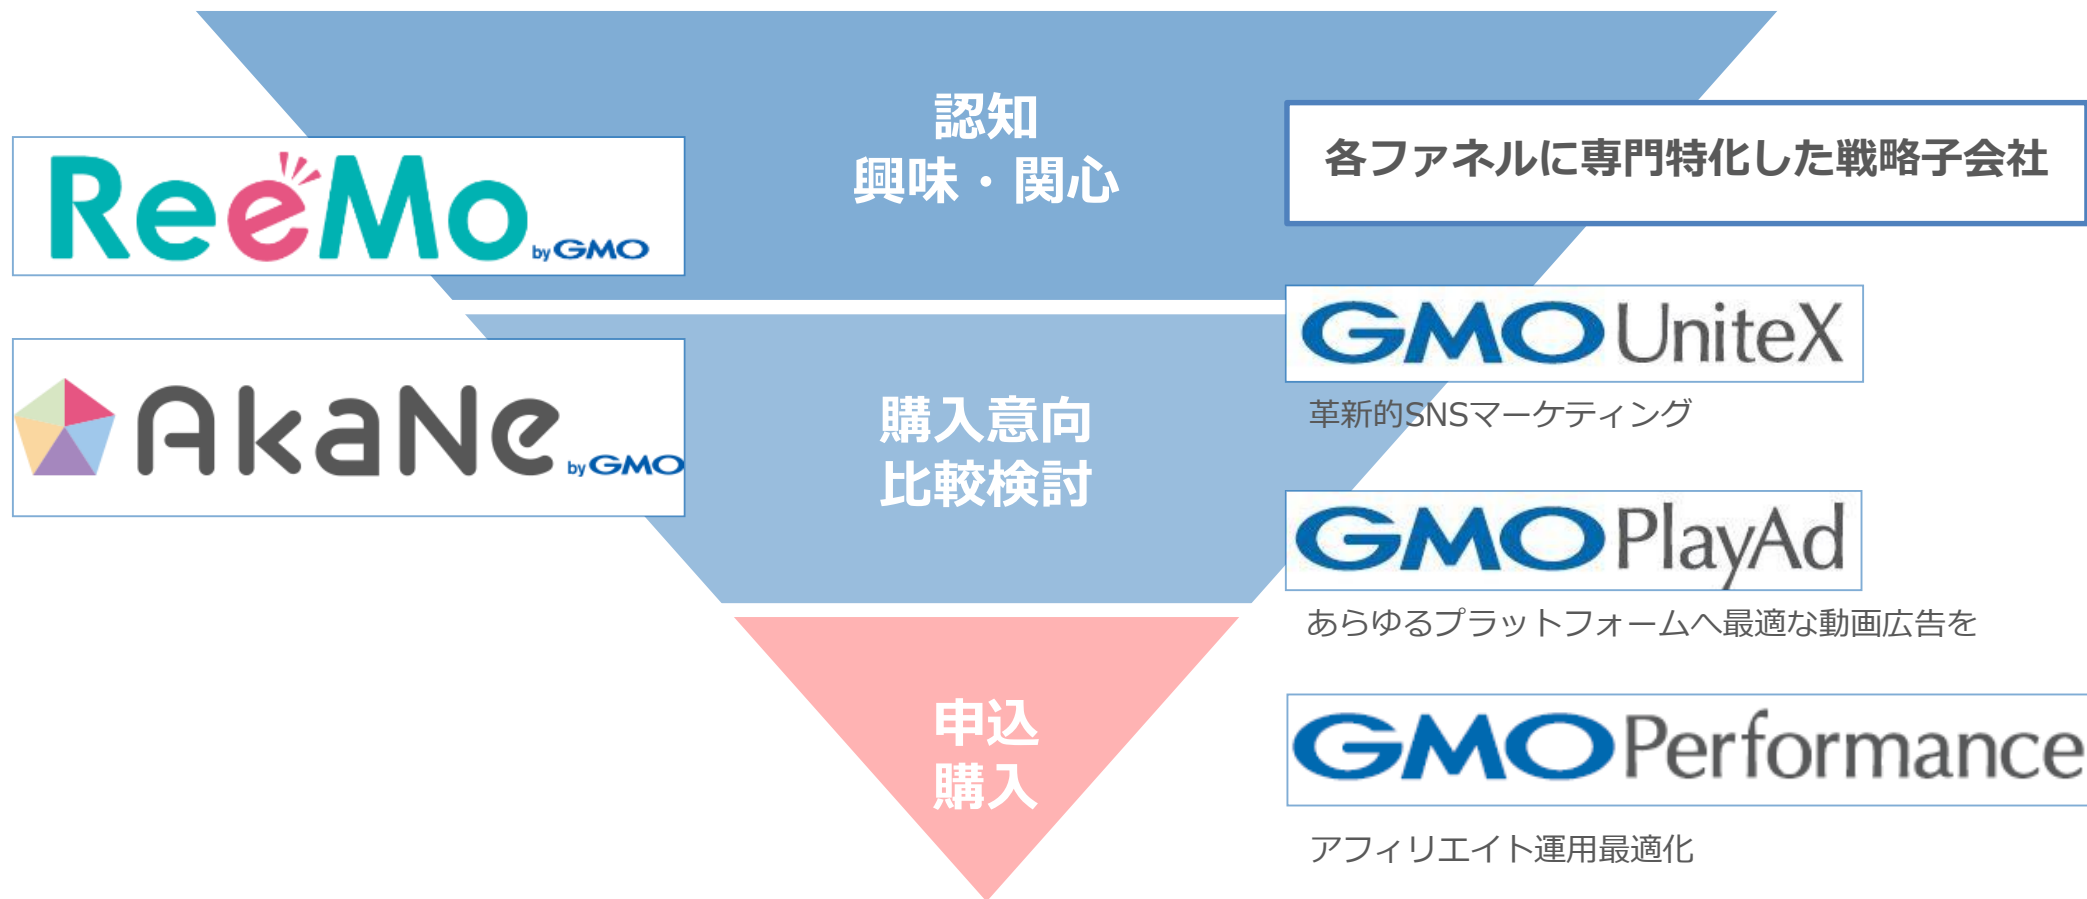 認知
興味・関心
各ファネルに専門特化した戦略子会社
ReeMo byGMO
GMO UniteX
革新的SNSマーケティング
AkaNe byGMO
購入意向
比較検討
GMO PlayAd
あらゆるプラットフォームへ最適な動画広告を
申込
購入
GMO Performance
アフィリエイト運用最適化